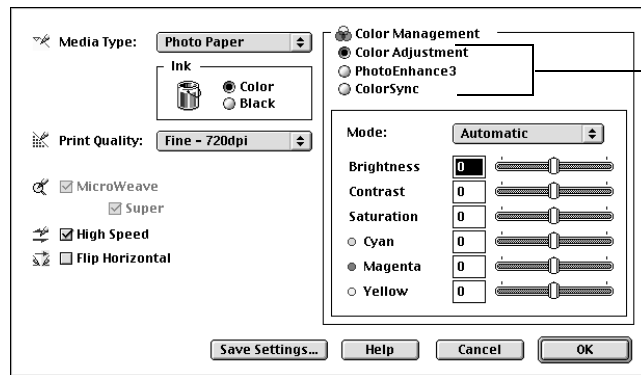 Media Type: Photo Paper
Ink
Color
Black
Print Quality: Fine - 720dpi
MicroWeave
Super
High Speed
Flip Horizontal
Color Management
Color Adjustment
PhotoEnhance3
ColorSync
Mode: Automatic
Brightness 0
Contrast 0
Saturation 0
Cyan 0
Magenta 0
Yellow 0
Save Settings... Help Cancel OK